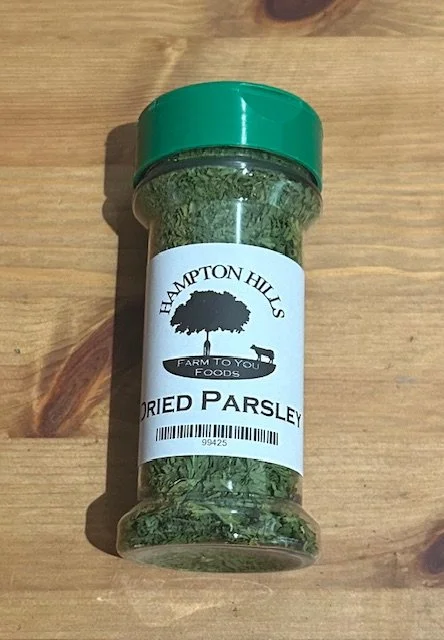 HAMPTON HILLS
FARM TO YOU
FOODS
DRIED PARSLEY
99425